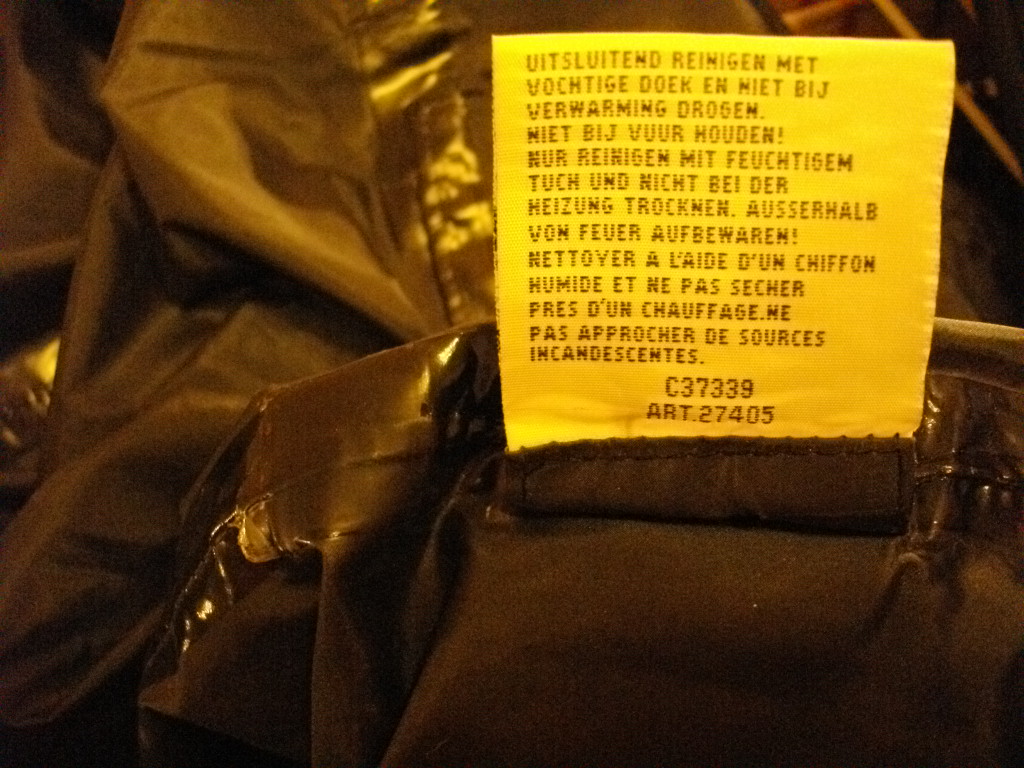 UITSLUITEND REINIGEN MET
VOCHTIGE DOEK EN NIET BIJ
VERWARMING DROGEN.
NIET BIJ VUUR HOUDEN!
NUR REINIGEN MIT FEUCHTIGEM
TUCH UND NICHT BEI DER
HEIZUNG TROCKNEN. AUSSERHALB
VON FEUER AUFBEWAREN!
NETTOYER A L'AIDE D'UN CHIFFON
HUMIDE ET NE PAS SECHER
PRES D'UN CHAUFFAGE.NE
PAS APPROCHER DE SOURCES
INCANDESCENTES.
C37339
ART.27405